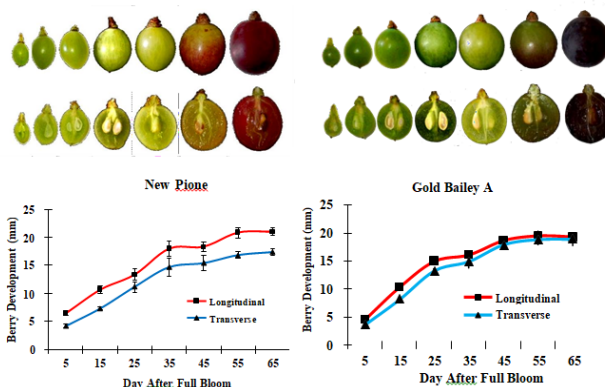 New Pione
Gold Bailey A
Berry Development (mm)
25
20
15
10
5
0
Longitudinal
Transverse
5 15 25 35 45 55 65
Day After Full Bloom
Berry Development (mm)
25
20
15
10
5
0
Longitudinal
Transverse
5 15 25 35 45 55 65
Day After Full Bloom